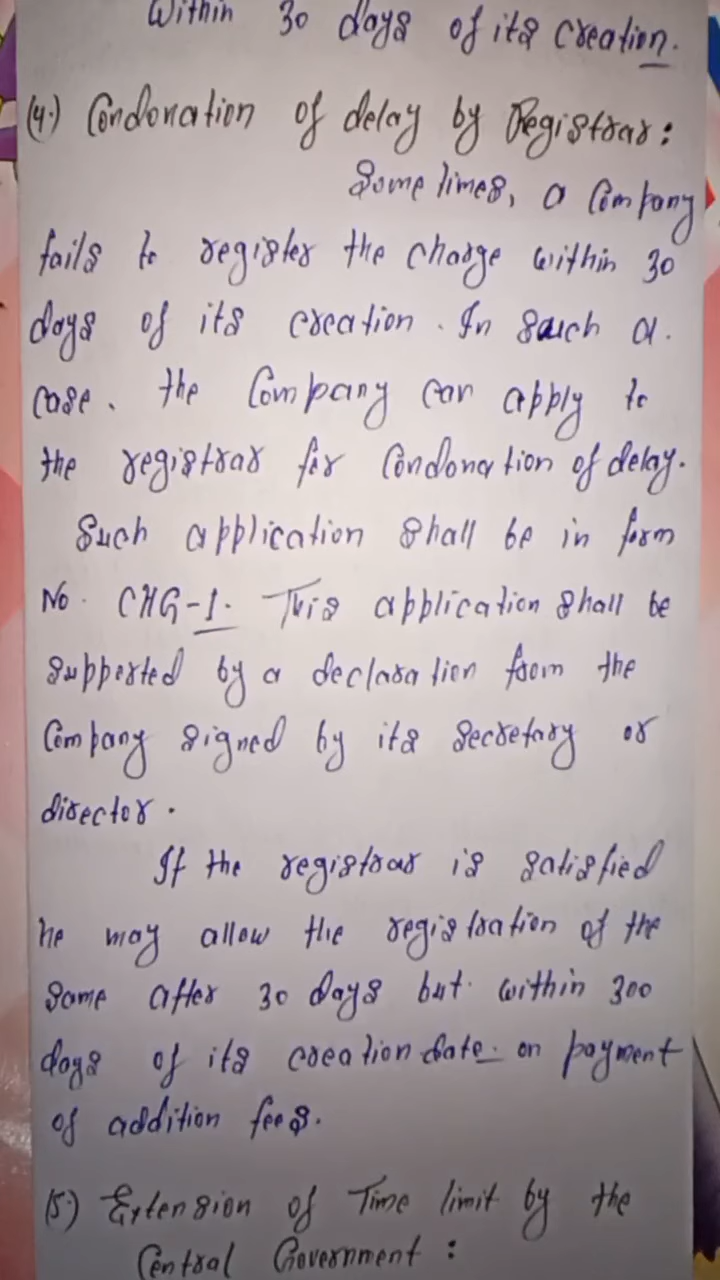 Within 30 days of its creation.
(4.) Condonation of delay by Registrar :
Some times, a Company
fails to register the charge within 30
days of its creation. In such a.
case. the Company can apply to
the registrar for Condonation of delay.
Such application shall be in form
No. CHG-1. This application shall be
supported by a declaration from the
Company signed by its secretary or
director.
If the registrar is satisfied
he may allow the registration of the
same after 30 days but within 300
days of its creation date. on payment
of addition fees.
(5.) Extension of Time limit by the
Central Government :